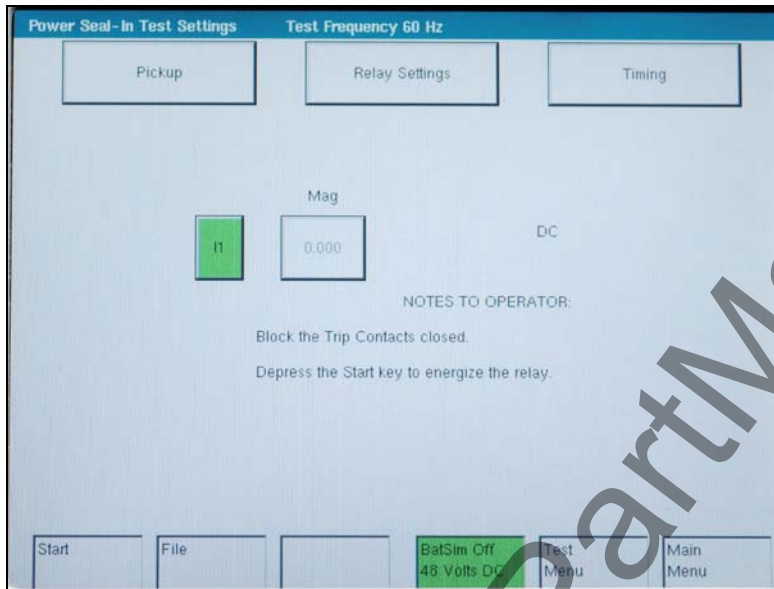 Power Seal-In Test Settings Test Frequency 60 Hz
Pickup Relay Settings Timing
Mag
I1 0.000 DC
NOTES TO OPERATOR:
Block the Trip Contacts closed.
Depress the Start key to energize the relay.
Start File BatSim Off Test Main
48 Volts DC Menu Menu